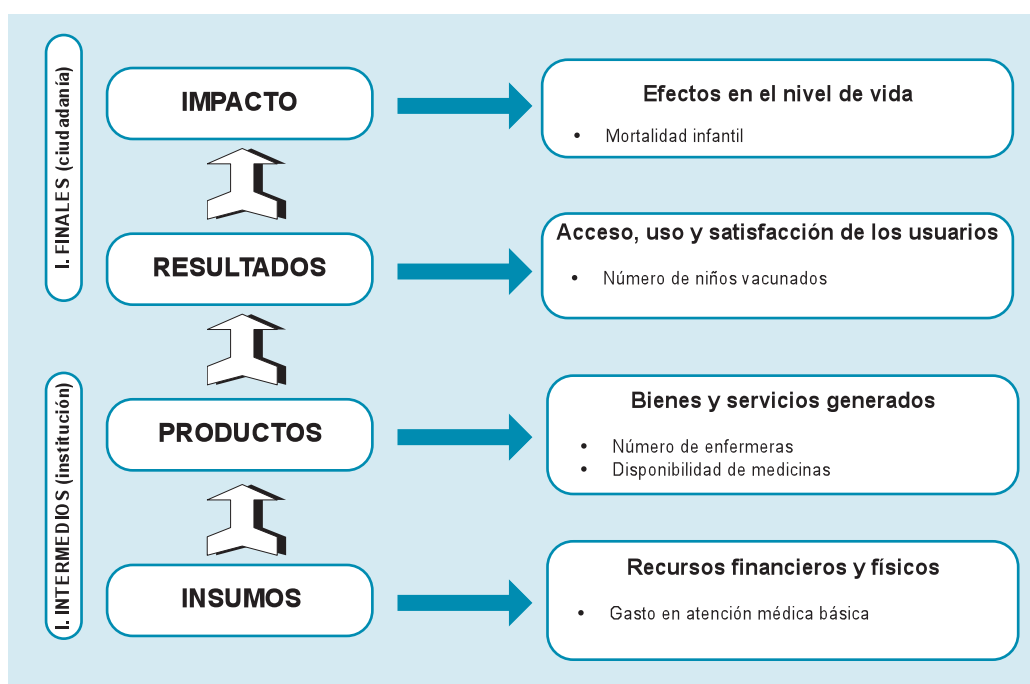 I. FINALES (ciudadanía)
IMPACTO
Efectos en el nivel de vida
• Mortalidad infantil
RESULTADOS
Acceso, uso y satisfacción de los usuarios
• Número de niños vacunados
I. INTERMEDIOS (institución)
PRODUCTOS
Bienes y servicios generados
• Número de enfermeras
• Disponibilidad de medicinas
INSUMOS
Recursos financieros y físicos
• Gasto en atención médica básica